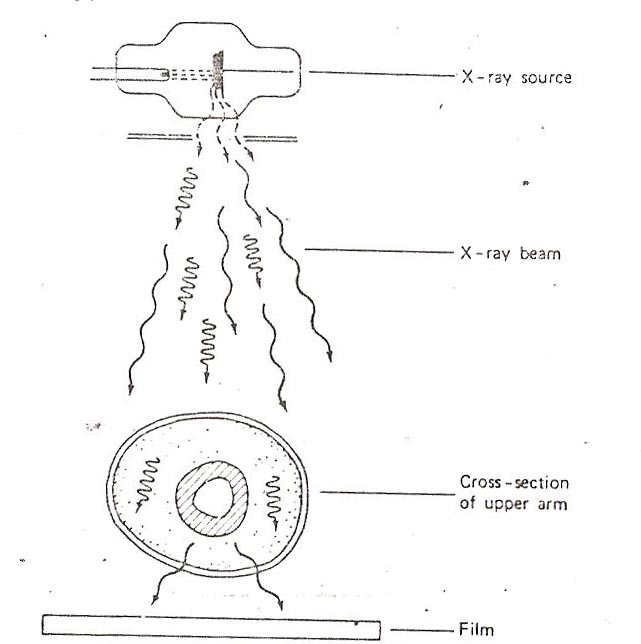 X-ray source
X-ray beam
Cross-section
of upper arm
Film